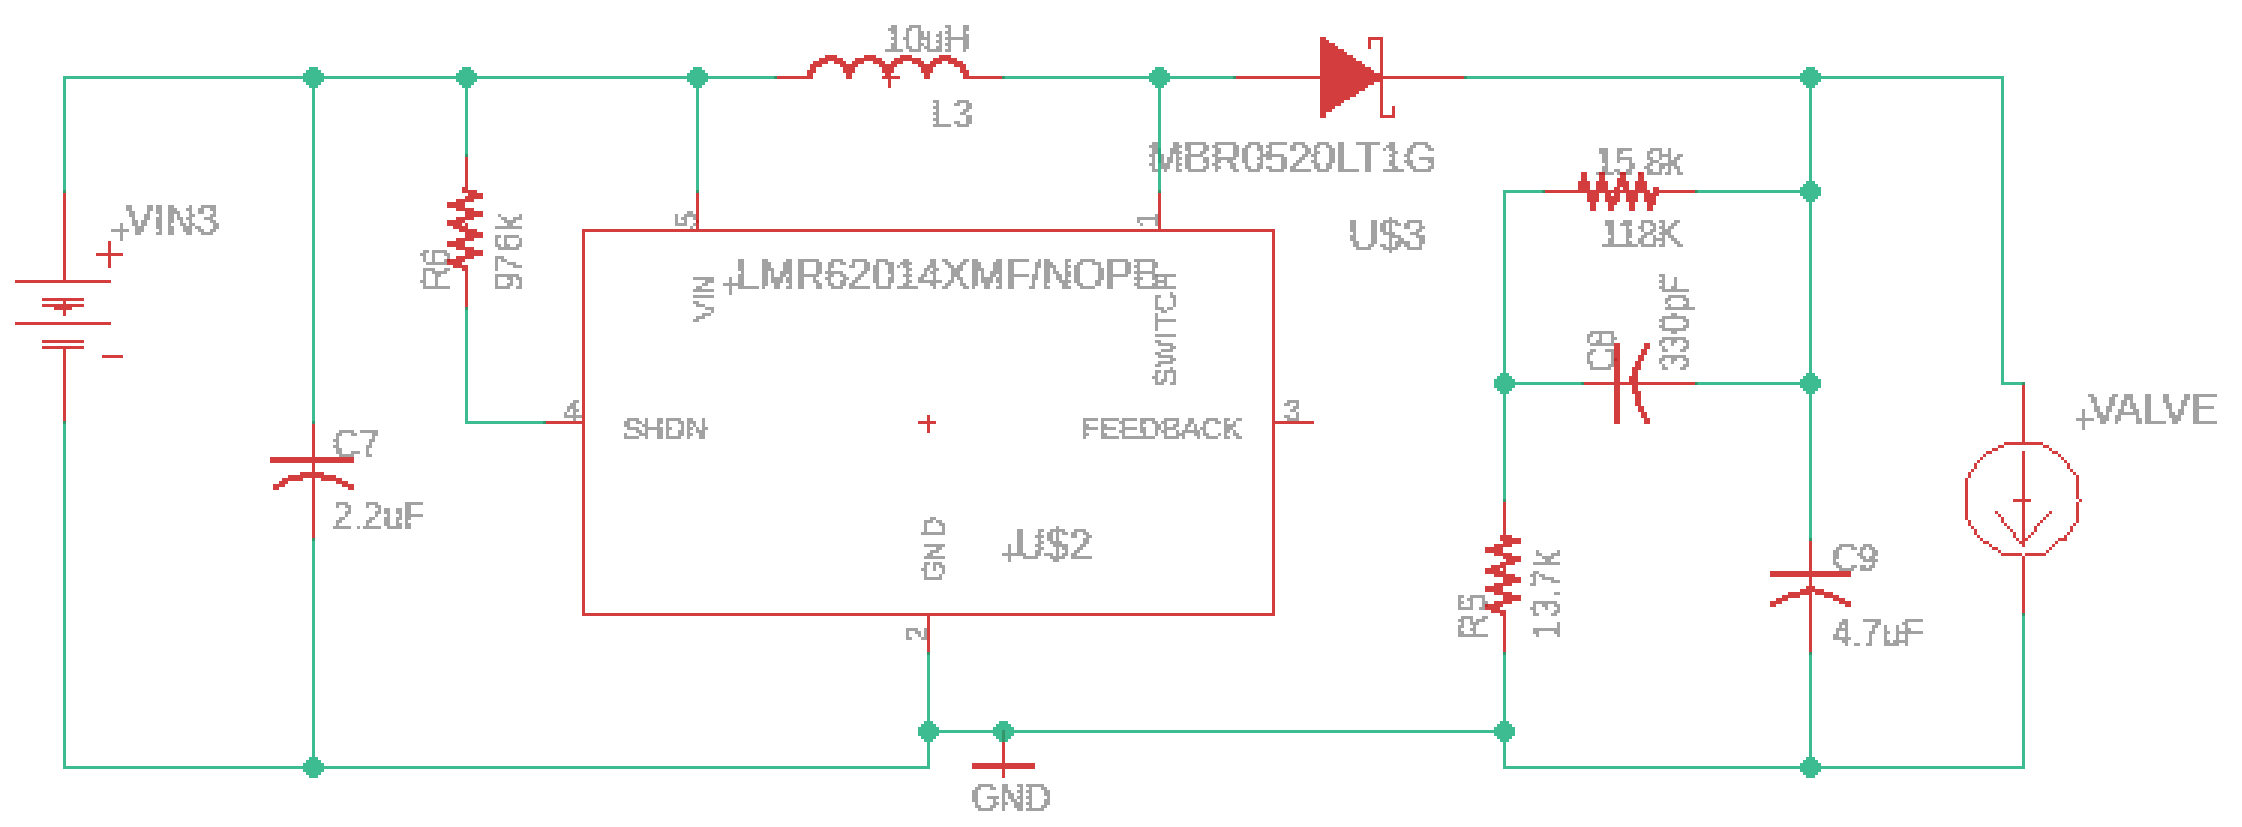 10uH
L3
MBR0520LT1G
U$3
VIN3
+
-
R6
976K
5
1
LMR62014XMF/NOPB
VIN
SWITCH
4
SHDN
FEEDBACK
3
GND
U$2
2
C7
2.2uF
15.8k
118K
C8
330pF
R5
13.7K
C9
4.7uF
VALVE
GND